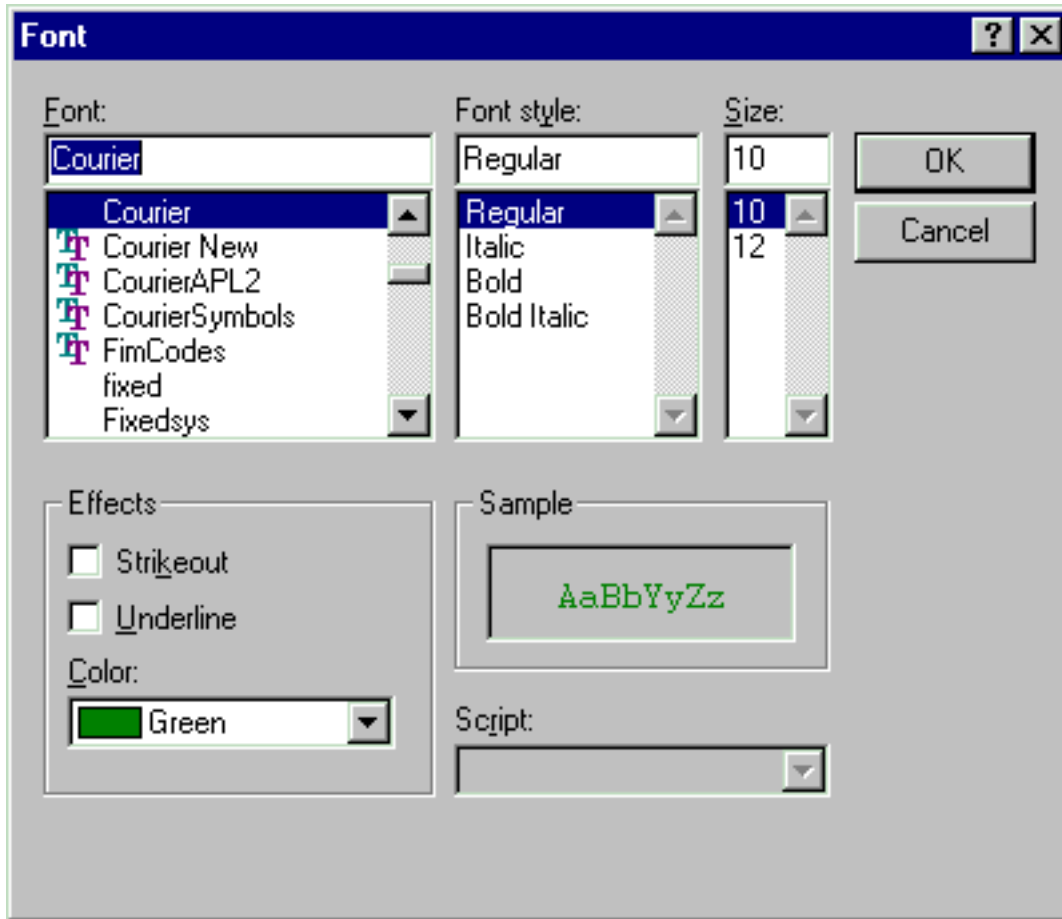 Font
Font:
Courier
Courier
Courier New
CourierAPL2
CourierSymbols
FimCodes
fixed
Fixedsys
Font style:
Regular
Regular
Italic
Bold
Bold Italic
Size:
10
10
12
OK
Cancel
Effects
Strikeout
Underline
Color:
Green
Sample
AaBbYyZz
Script: